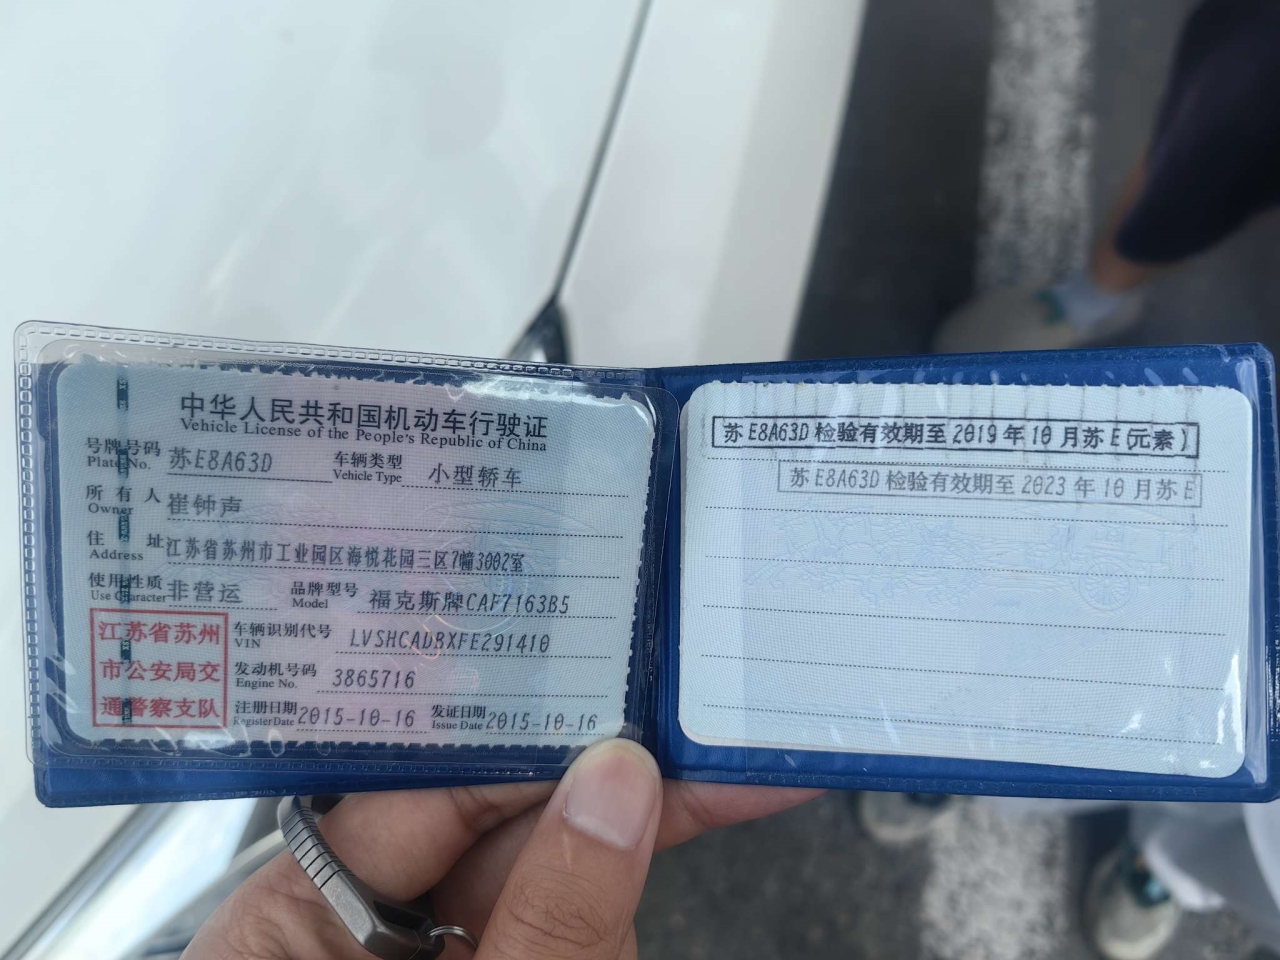 中华人民共和国机动车行驶证
Vehicle License of the People's Republic of China
号牌号码 苏E8A63D 车辆类型 小型轿车
Plate No. Vehicle Type
所有人 崔钟声
Owner
住址 江苏省苏州市工业园区海悦花园三区7幢3002室
Address
使用性质 非营运 品牌型号 福克斯牌CAF7163B5
Use Character Model
江苏省苏州
市公安局交
通警察支队
车辆识别代号 LVSHCADBXFE291410
VIN
发动机号码 3865716
Engine No.
注册日期 2015-10-16 发证日期 2015-10-16
Register Date Issue Date
苏E8A63D 检验有效期至2019年10月苏E(元素)
苏E8A63D 检验有效期至2023年10月苏E